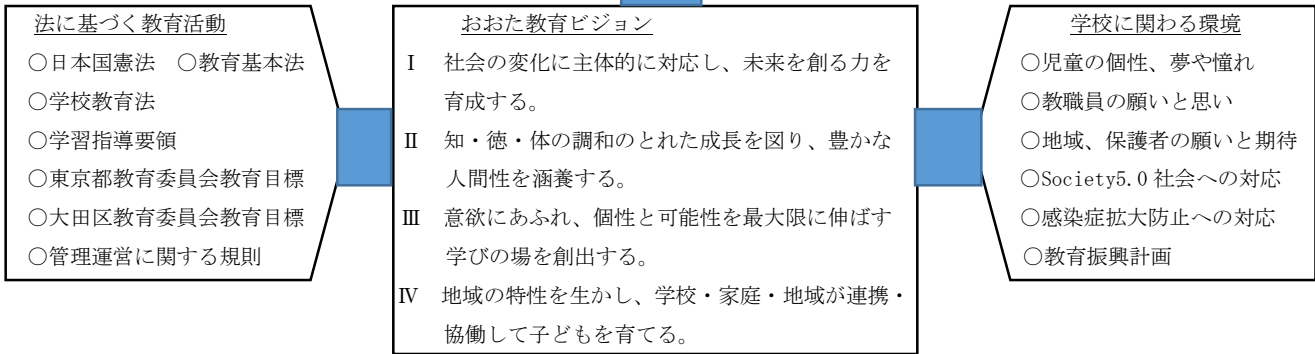 法に基づく教育活動
○日本国憲法　○教育基本法
○学校教育法
○学習指導要領
○東京都教育委員会教育目標
○大田区教育委員会教育目標
○管理運営に関する規則
おおた教育ビジョン
Ⅰ　社会の変化に主体的に対応し、未来を創る力を
育成する。
Ⅱ　知・徳・体の調和のとれた成長を図り、豊かな
人間性を涵養する。
Ⅲ　意欲にあふれ、個性と可能性を最大限に伸ばす
学びの場を創出する。
Ⅳ　地域の特性を生かし、学校・家庭・地域が連携・
協働して子どもを育てる。
学校に関わる環境
○児童の個性、夢や憧れ
○教職員の願いと思い
○地域、保護者の願いと期待
○Society5.0 社会への対応
○感染症拡大防止への対応
○教育振興計画